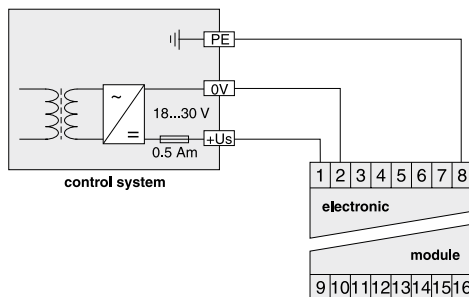 PE
0V
~
18...30 V
=
+Us
0.5 Am
control system
1 2 3 4 5 6 7 8
electronic
module
9 10 11 12 13 14 15 16